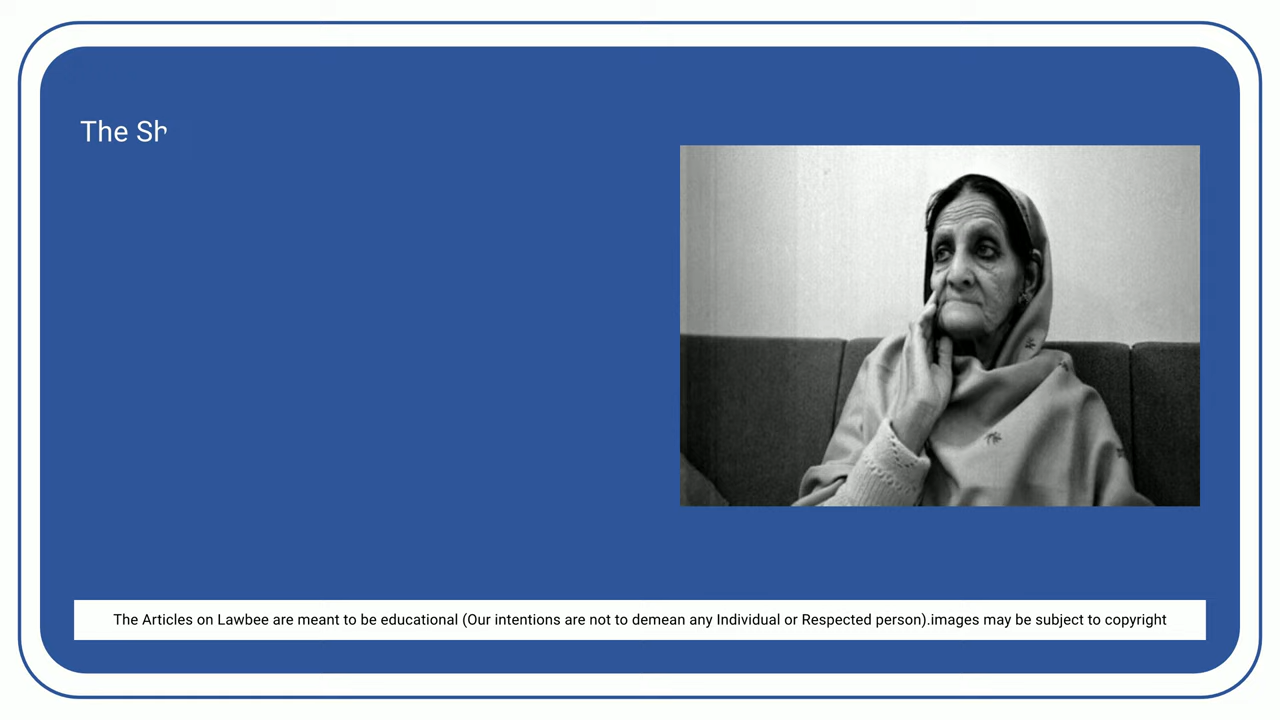 The Sh
The Articles on Lawbee are meant to be educational (Our intentions are not to demean any Individual or Respected person).images may be subject to copyright